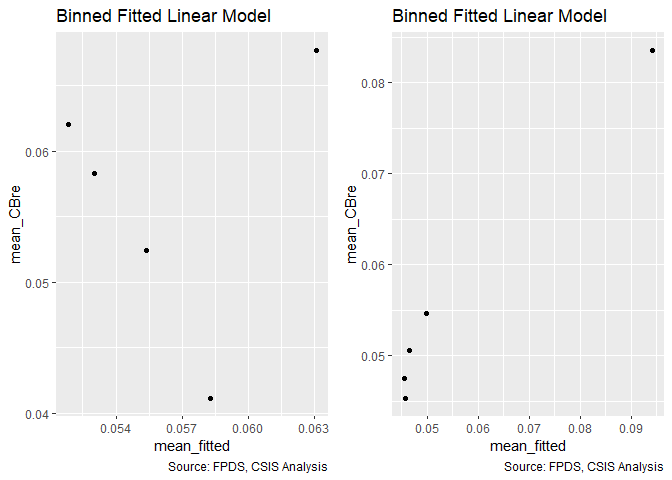 Binned Fitted Linear Model
mean_CBre
0.06
0.05
0.04
0.054 0.057 0.060 0.063
mean_fitted
Source: FPDS, CSIS Analysis
Binned Fitted Linear Model
mean_CBre
0.08
0.07
0.06
0.05
0.05 0.06 0.07 0.08 0.09
mean_fitted
Source: FPDS, CSIS Analysis